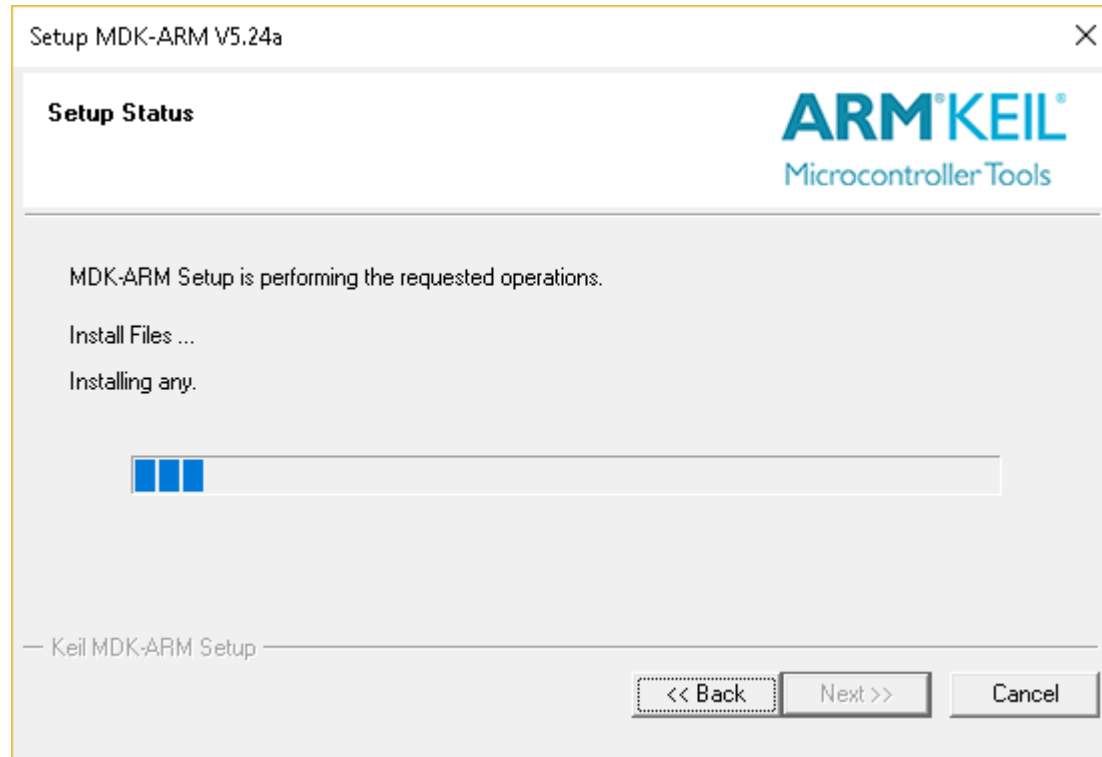 Setup MDK-ARM V5.24a
Setup Status
ARM®KEIL®
Microcontroller Tools
MDK-ARM Setup is performing the requested operations.
Install Files ...
Installing any.
Keil MDK-ARM Setup
<< Back
Next >>
Cancel